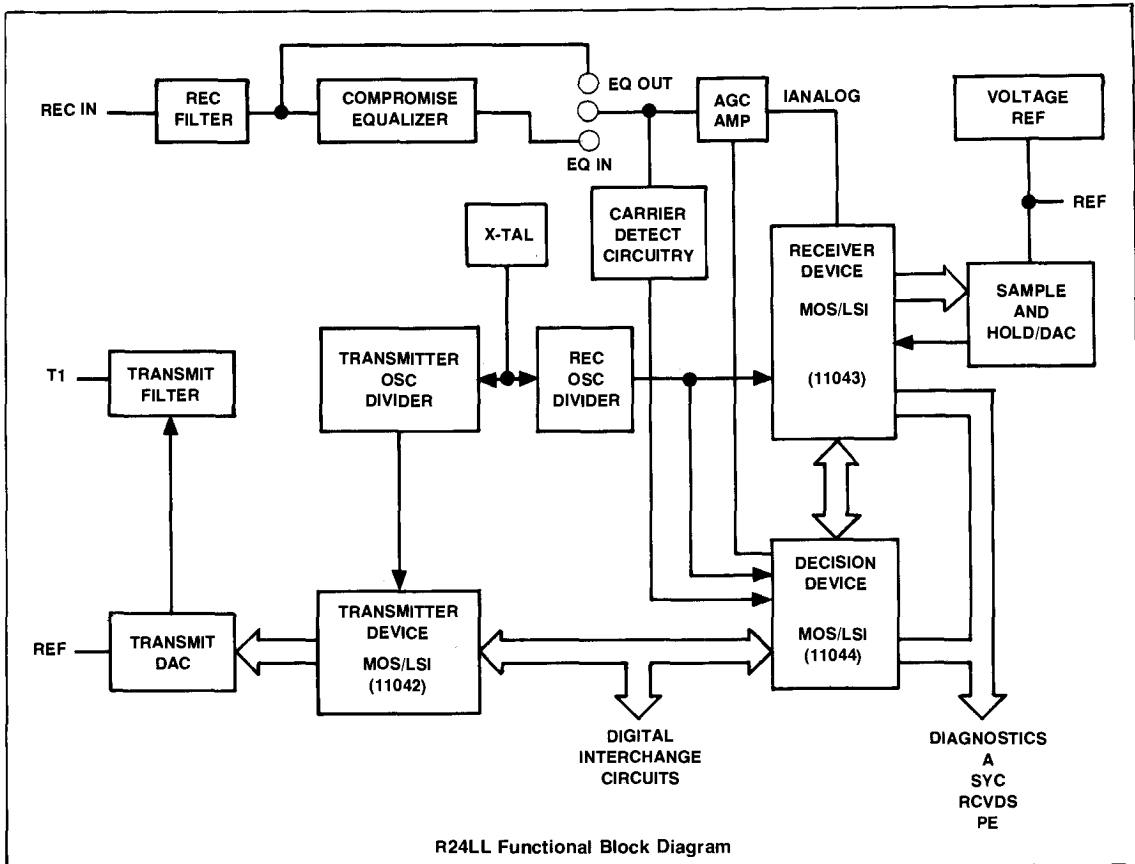 REC IN
REC
FILTER
COMPROMISE
EQUALIZER
EQ OUT
EQ IN
AGC
AMP
IANALOG
VOLTAGE
REF
REF
X-TAL
CARRIER
DETECT
CIRCUITRY
RECEIVER
DEVICE
MOS/LSI
(11043)
SAMPLE
AND
HOLD/DAC
T1
TRANSMIT
FILTER
TRANSMITTER
OSC
DIVIDER
REC
OSC
DIVIDER
REF
TRANSMIT
DAC
TRANSMITTER
DEVICE
MOS/LSI
(11042)
DECISION
DEVICE
MOS/LSI
(11044)
DIGITAL
INTERCHANGE
CIRCUITS
DIAGNOSTICS
A
SYC
RCVDS
PE
R24LL Functional Block Diagram